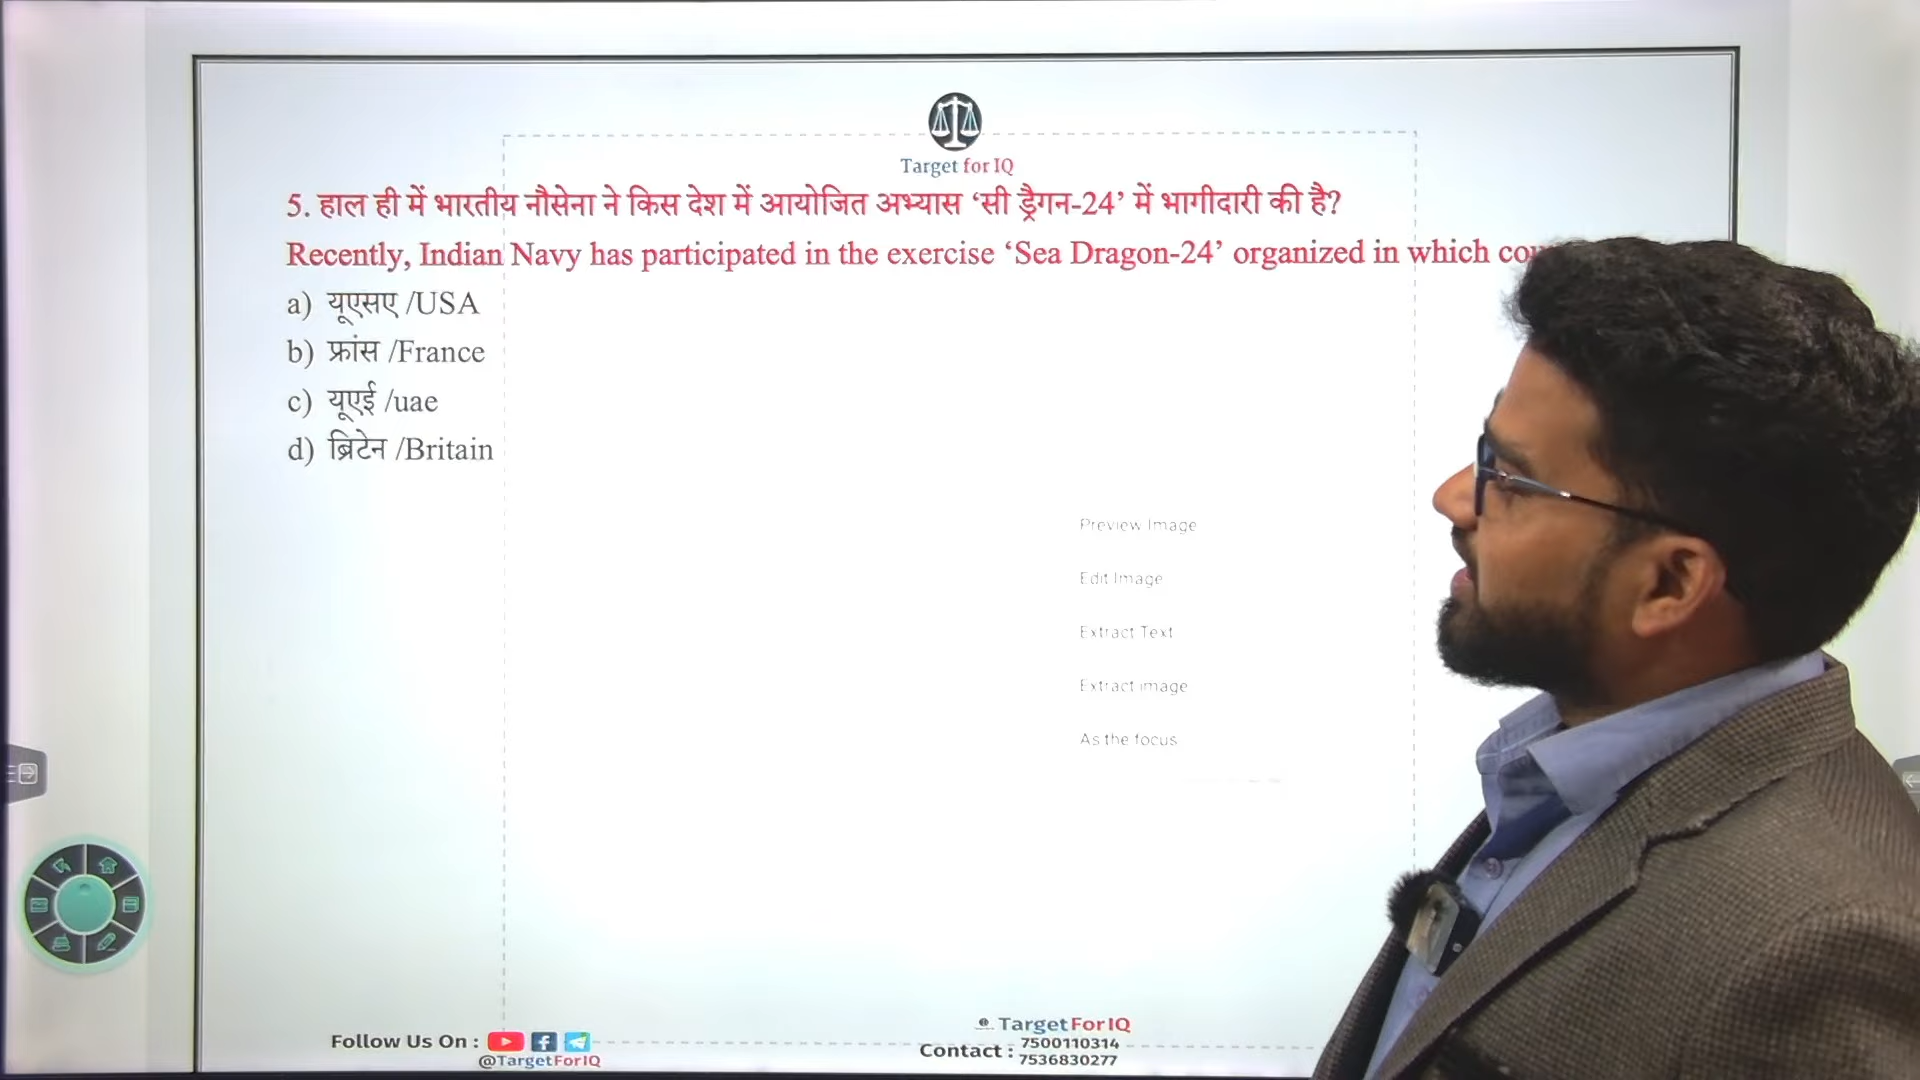 Target for IQ
5. हाल ही में भारतीय नौसेना ने किस देश में आयोजित अभ्यास ‘सी ड्रैगन-24’ में भागीदारी की है?
Recently, Indian Navy has participated in the exercise ‘Sea Dragon-24’ organized in which
a) यूएसए /USA
b) फ्रांस /France
c) यूएई /uae
d) ब्रिटेन /Britain
Preview Image
Edit Image
Extract Text
Extract image
As the focus
Follow Us On :
@TargetForIQ
TargetForIQ
Contact : 7500110314
7536830277